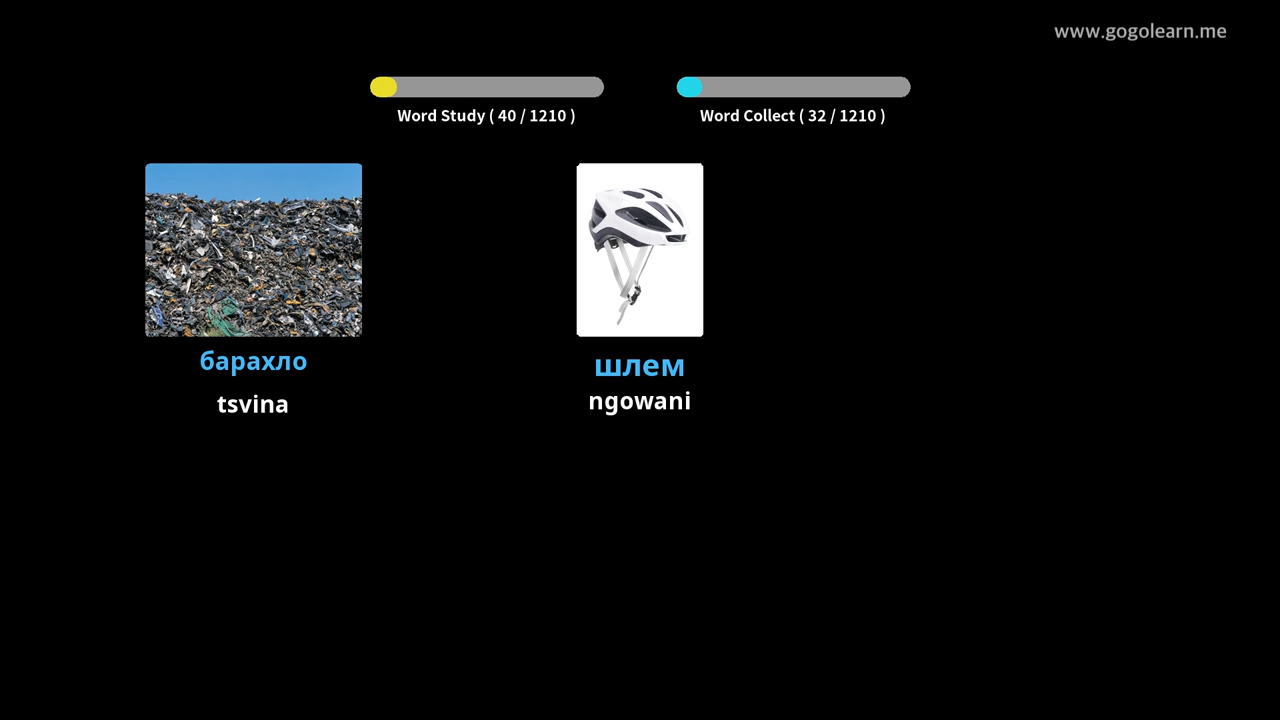 www.gogolearn.me
Word Study ( 40 / 1210 )
Word Collect ( 32 / 1210 )
барахло
tsvina
шлем
ngowani